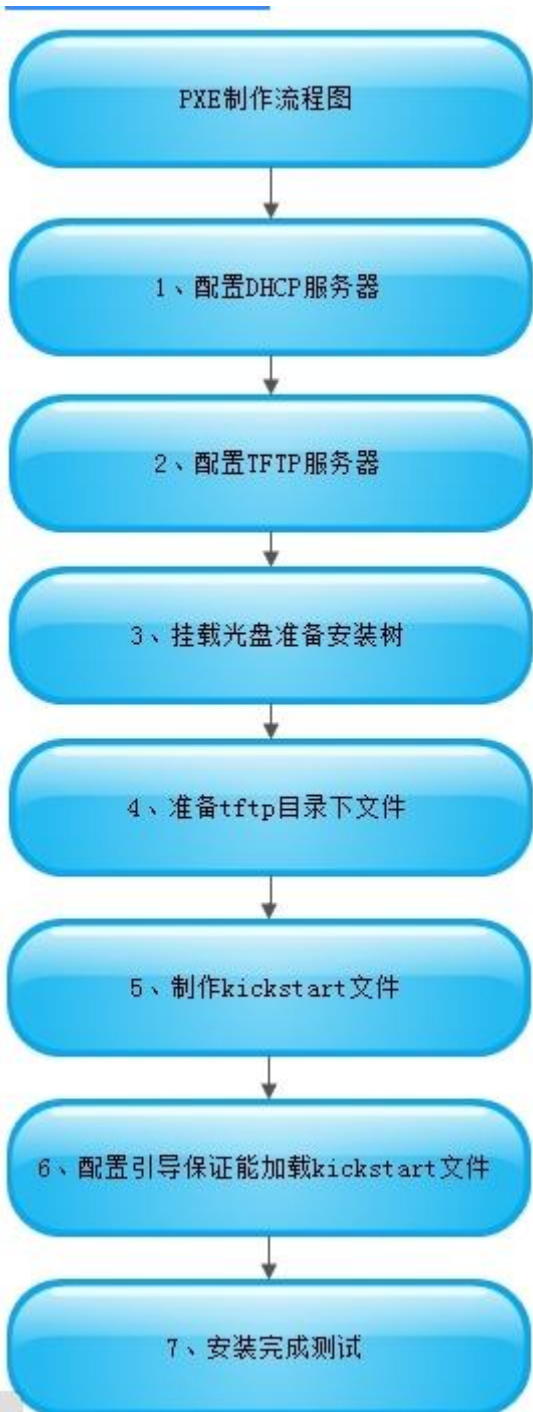 PXE制作流程图
1、配置DHCP服务器
2、配置TFTP服务器
3、挂载光盘准备安装树
4、准备tftp目录下文件
5、制作kickstart文件
6、配置引导保证能加载kickstart文件
7、安装完成测试